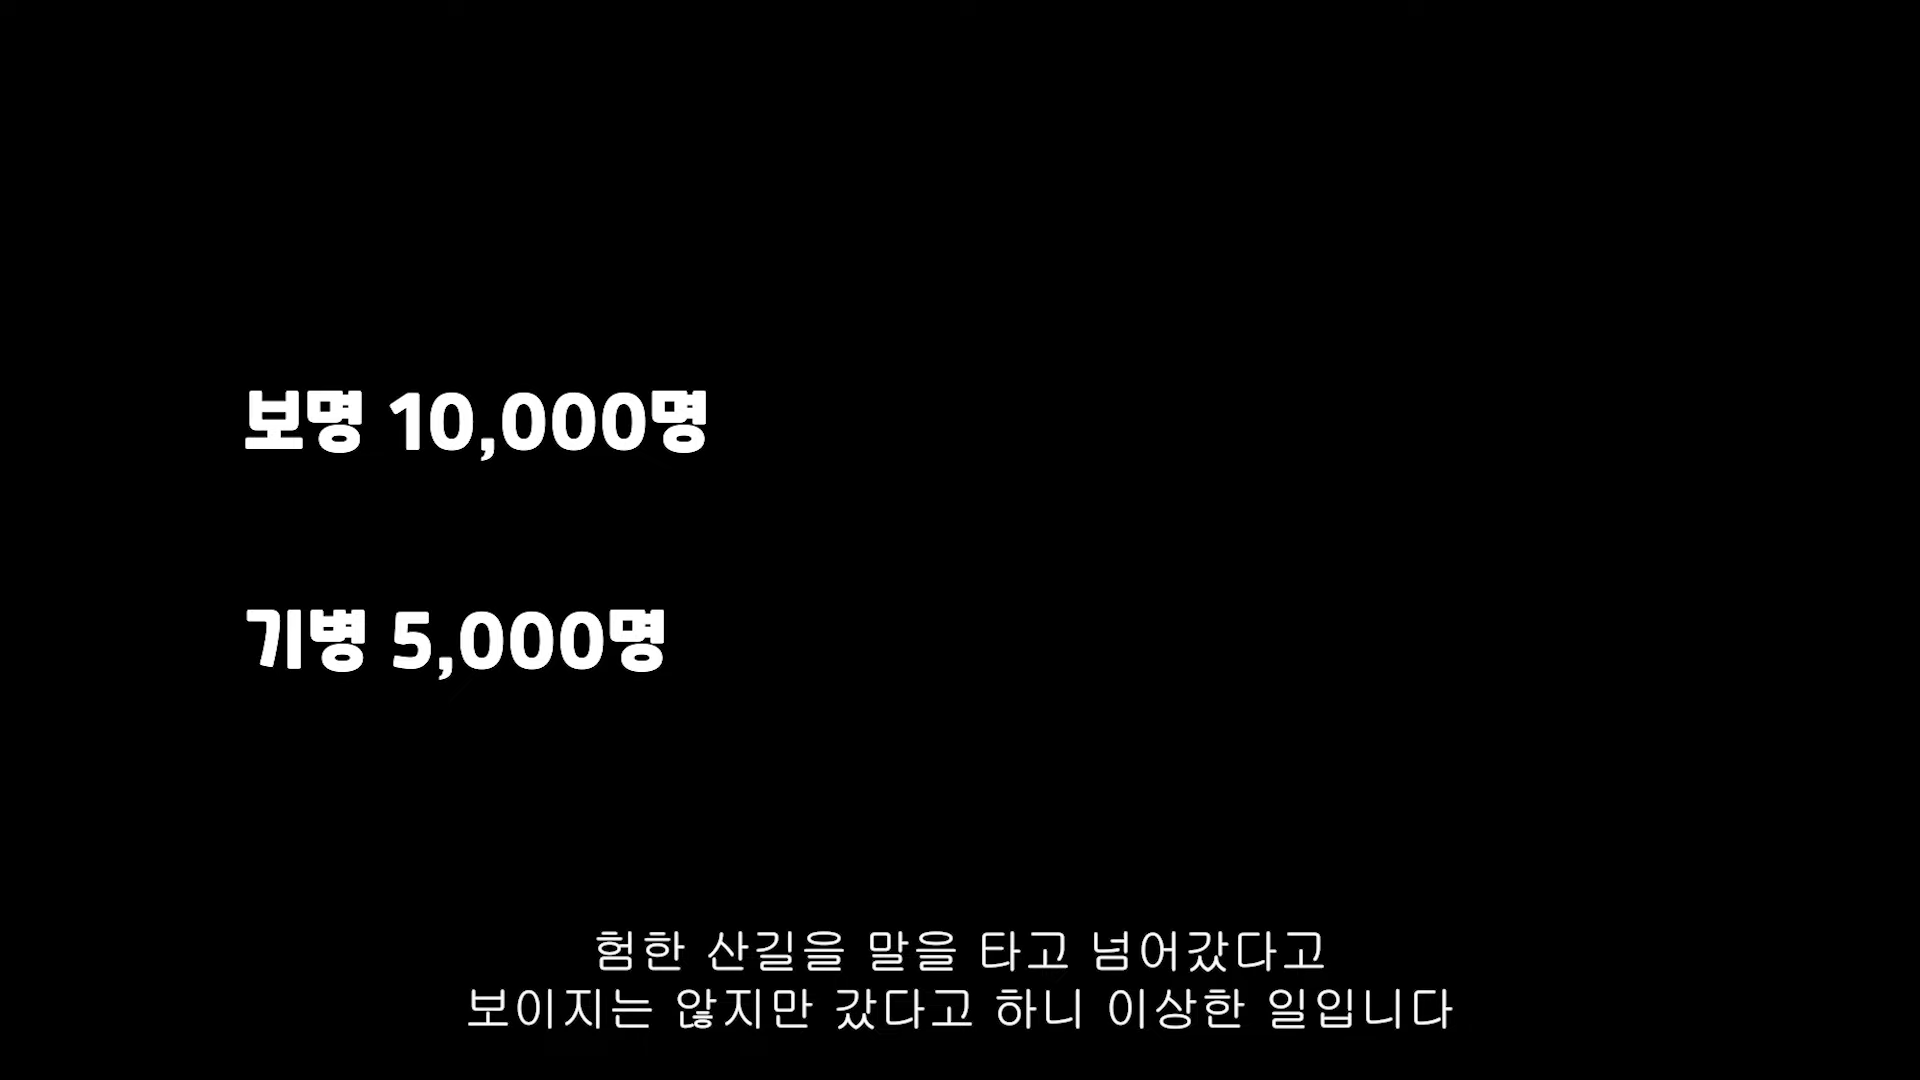 보명 10,000명
기병 5,000명
험한 산길을 말을 타고 넘어갔다고
보이지는 않지만 갔다고 하니 이상한 일입니다